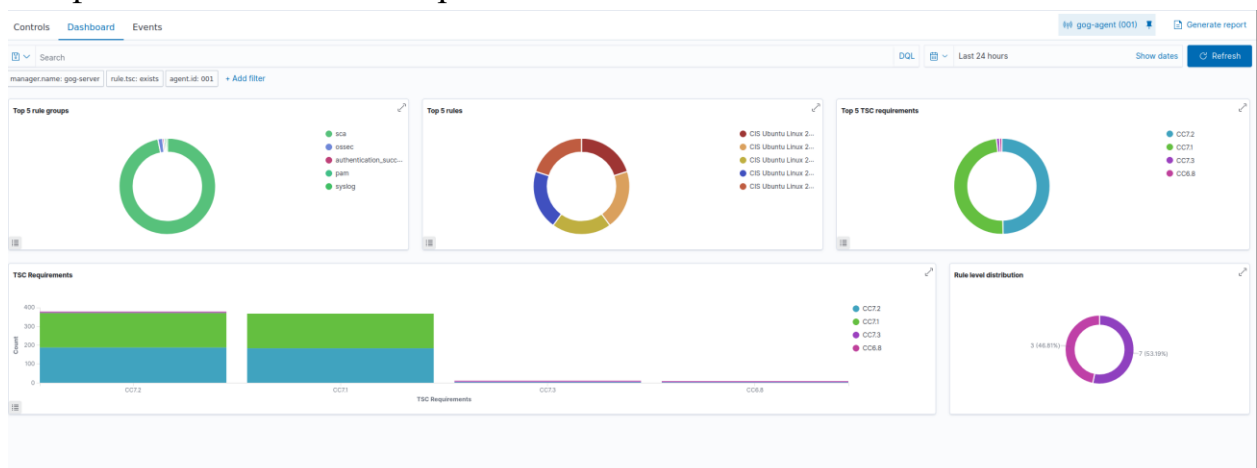 Controls Dashboard Events
gog-agent (001) Generate report
Search DQL Last 24 hours Show dates Refresh
manager.name: gog-server rule.tsc: exists agent.id: 001 + Add filter
Top 5 rule groups
sca
ossec
authentication_succ...
pam
syslog
Top 5 rules
CIS Ubuntu Linux 2...
CIS Ubuntu Linux 2...
CIS Ubuntu Linux 2...
CIS Ubuntu Linux 2...
CIS Ubuntu Linux 2...
Top 5 TSC requirements
CC7.2
CC7.1
CC7.3
CC6.8
TSC Requirements
400
300
200
100
0
Count
CC7.2 CC7.1 CC7.3 CC6.8
TSC Requirements
CC7.2
CC7.1
CC7.3
CC6.8
Rule level distribution
3 (46.81%)
7 (53.19%)